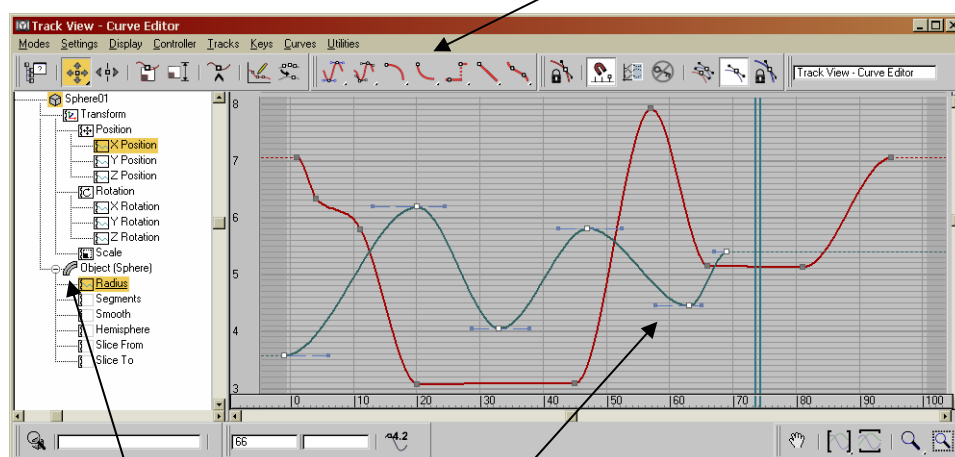 Track View - Curve Editor
Modes Settings Display Controller Tracks Keys Curves Utilities
Track View - Curve Editor
Sphere01
Transform
Position
X Position
Y Position
Z Position
Rotation
X Rotation
Y Rotation
Z Rotation
Scale
Object (Sphere)
Radius
Segments
Smooth
Hemisphere
Slice From
Slice To
8
7
6
5
4
3
0 10 20 30 40 50 60 70 80 90 100
66
4.2